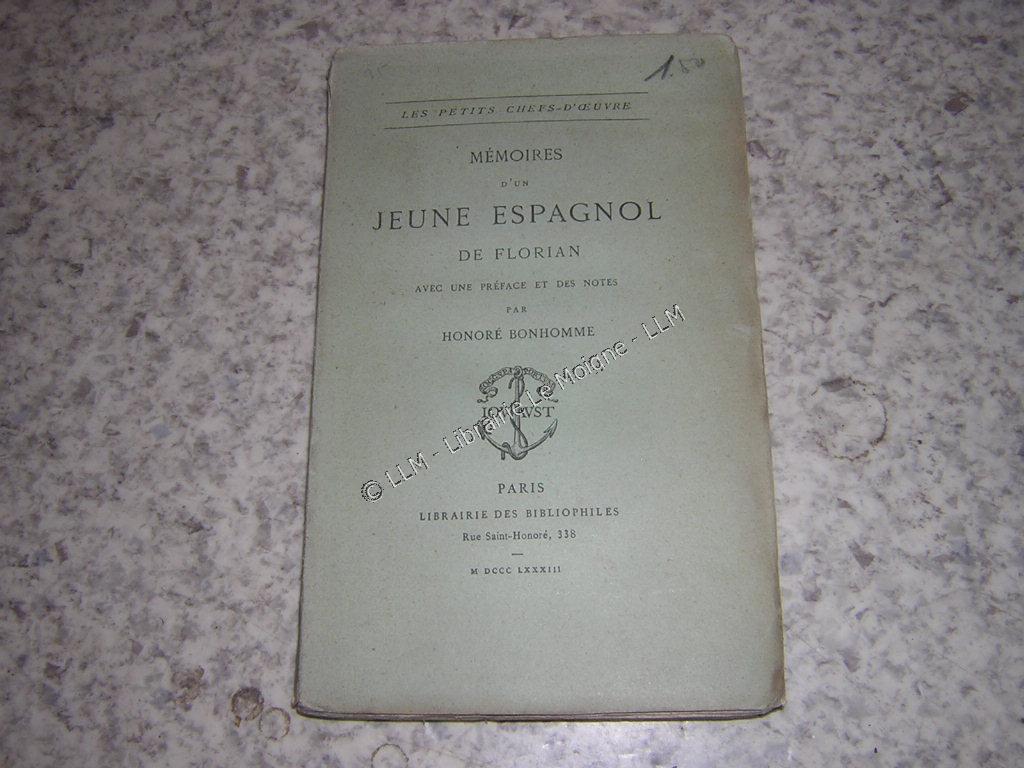 1.50
LES PETITS CHEFS-D'ŒUVRE
MÉMOIRES
D'UN
JEUNE ESPAGNOL
DE FLORIAN
AVEC UNE PRÉFACE ET DES NOTES
PAR
HONORÉ BONHOMME
© LLM - Librairie Le Moigne - LLM
PARIS
LIBRAIRIE DES BIBLIOPHILES
Rue Saint-Honoré, 338
M DCCC LXXXIII